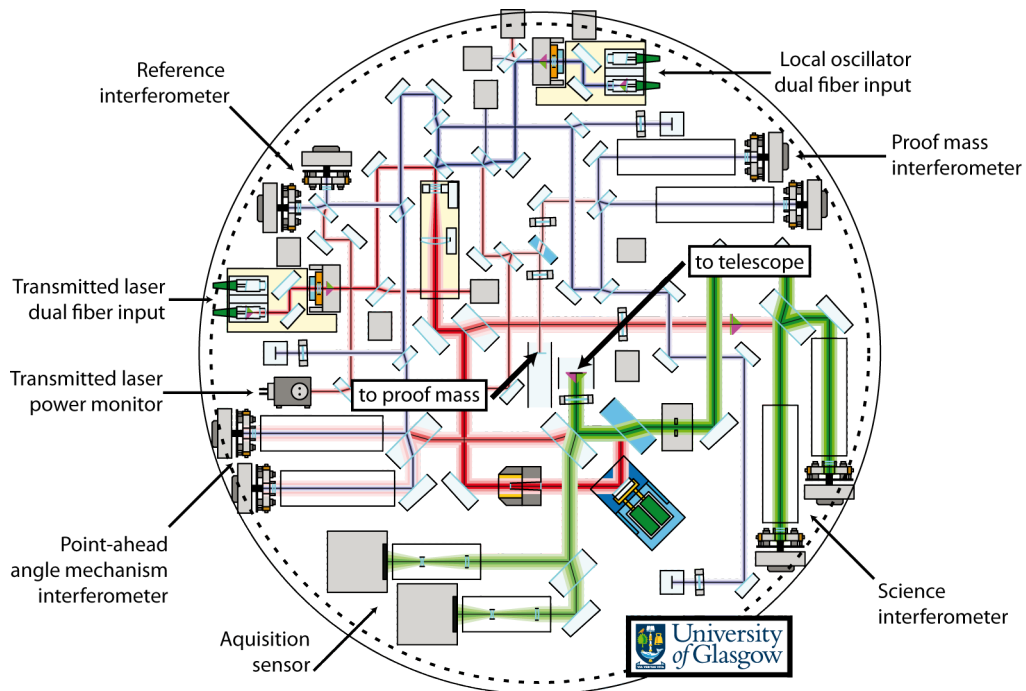 Reference
interferometer
Local oscillator
dual fiber input
Proof mass
interferometer
to telescope
Transmitted laser
dual fiber input
Transmitted laser
power monitor
to proof mass
Point-ahead
angle mechanism
interferometer
Science
interferometer
Aquisition
sensor
University
of Glasgow